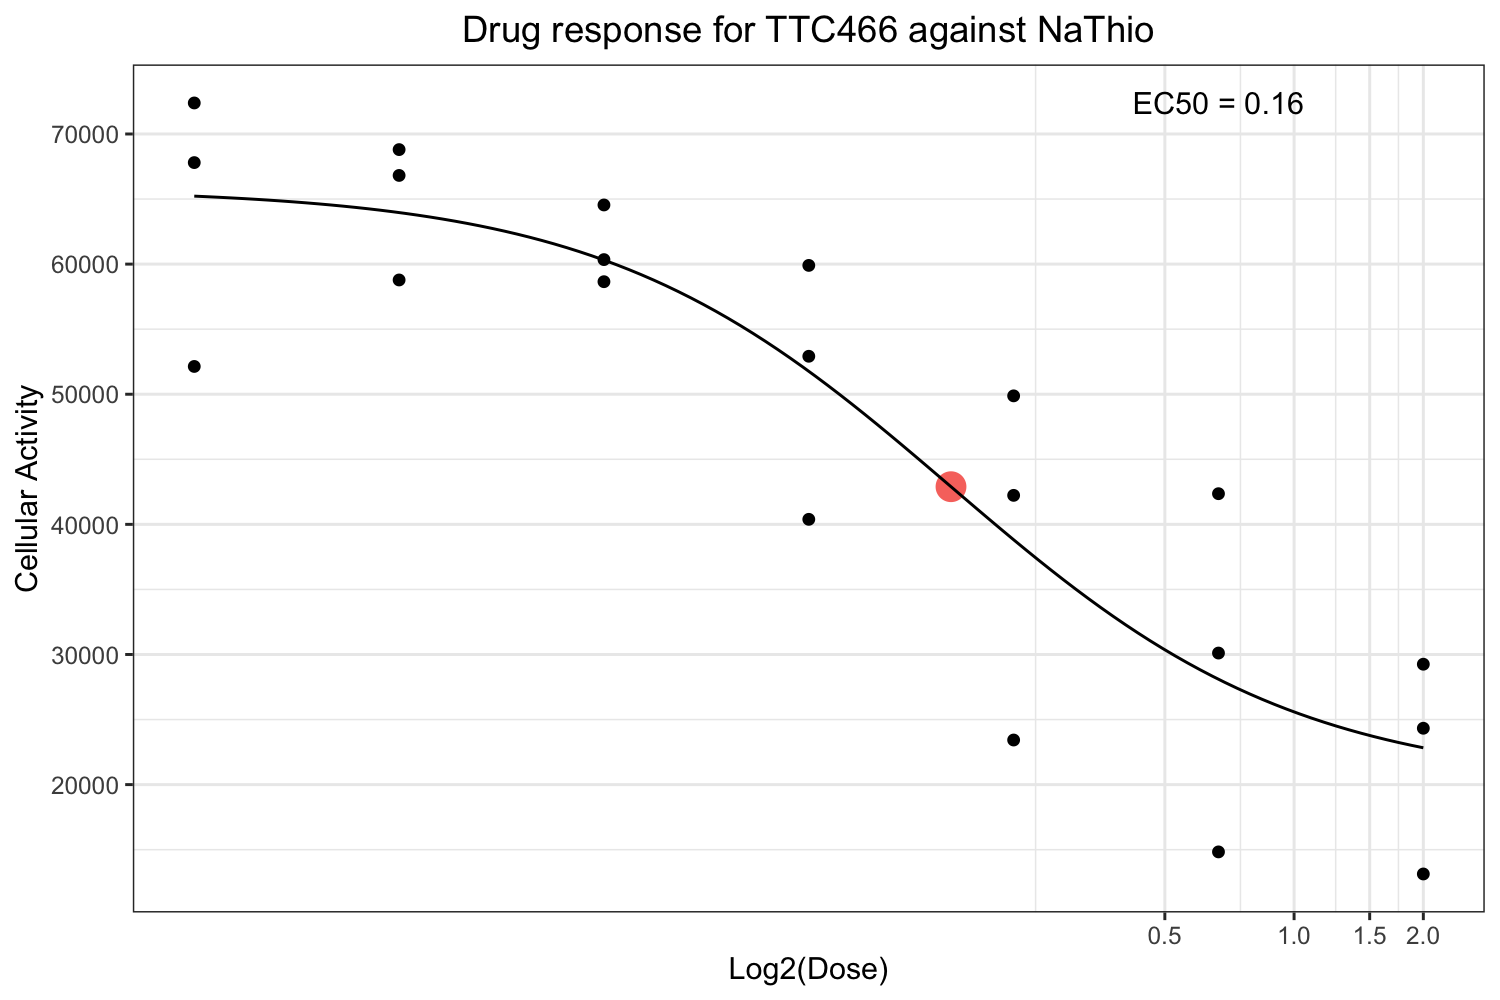 Drug response for TTC466 against NaThio
EC50 = 0.16
70000
60000
50000
40000
30000
20000
Cellular Activity
0.5 1.0 1.5 2.0
Log2(Dose)